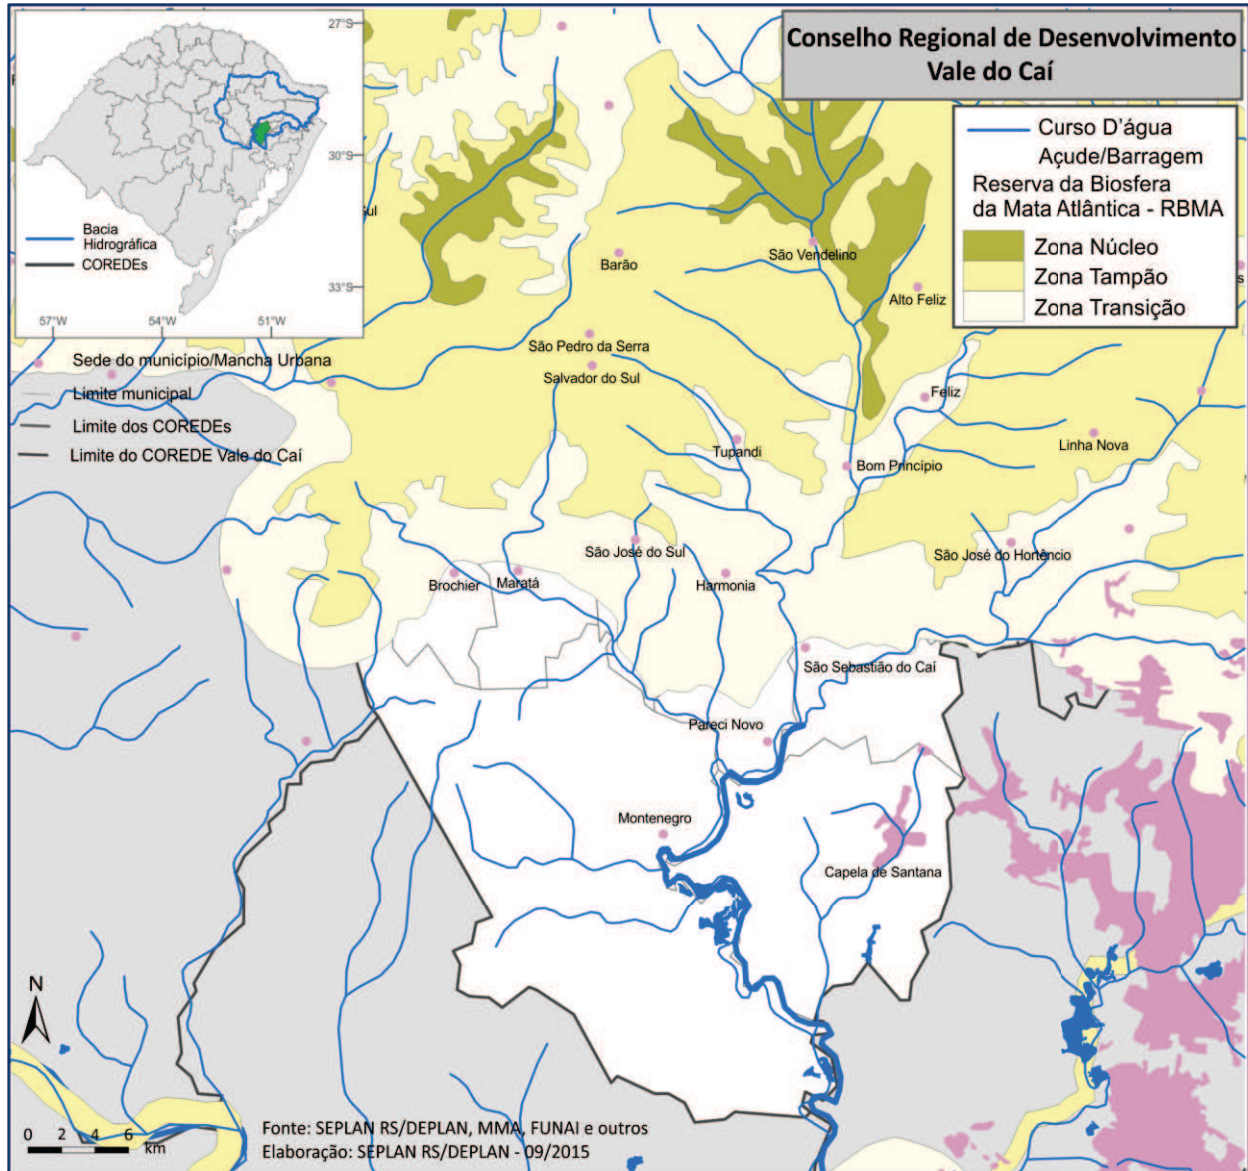 Conselho Regional de Desenvolvimento
Vale do Caí
27°S
30°S
33°S
57°W
54°W
51°W
Bacia
Hidrográfica
COREDEs
Curso D'água
Açude/Barragem
Reserva da Biosfera
da Mata Atlântica - RBMA
Zona Núcleo
Zona Tampão
Zona Transição
Sede do município/Mancha Urbana
Limite municipal
Limite dos COREDEs
Limite do COREDE Vale do Caí
Barão
São Vendelino
Alto Feliz
São Pedro da Serra
Salvador do Sul
Feliz
Tupandi
Linha Nova
Bom Princípio
São José do Sul
São José do Hortêncio
Brochier
Maratá
Harmonia
São Sebastião do Caí
Pareci Novo
Montenegro
Capela de Santana
N
0 2 4 6
km
Fonte: SEPLAN RS/DEPLAN, MMA, FUNAI e outros
Elaboração: SEPLAN RS/DEPLAN - 09/2015